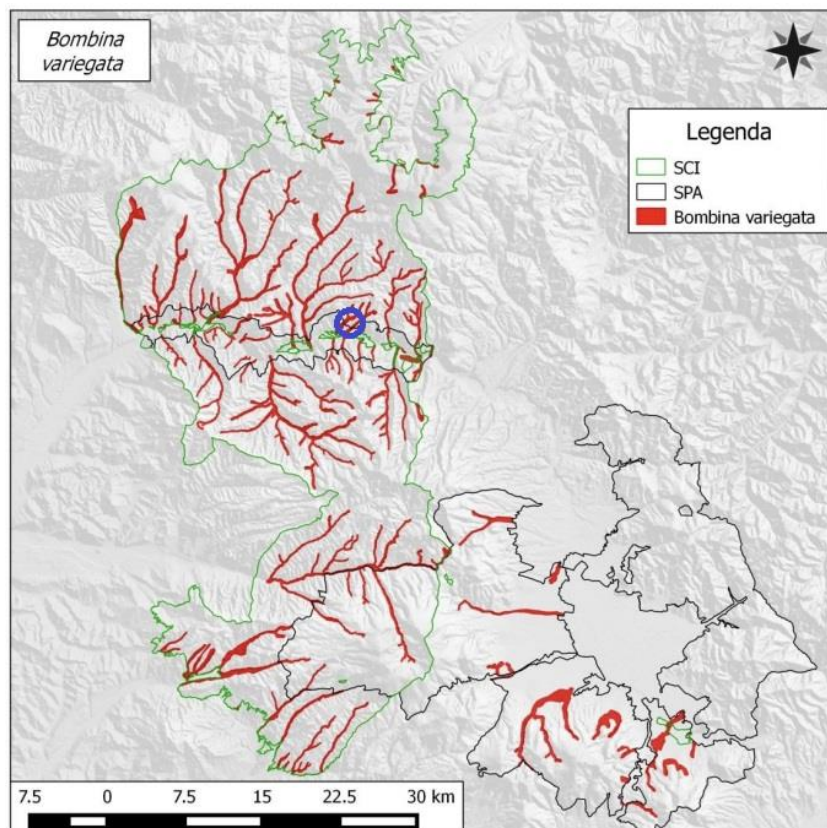 Bombina
variegata
Legenda
SCI
SPA
Bombina variegata
7.5 0 7.5 15 22.5 30 km